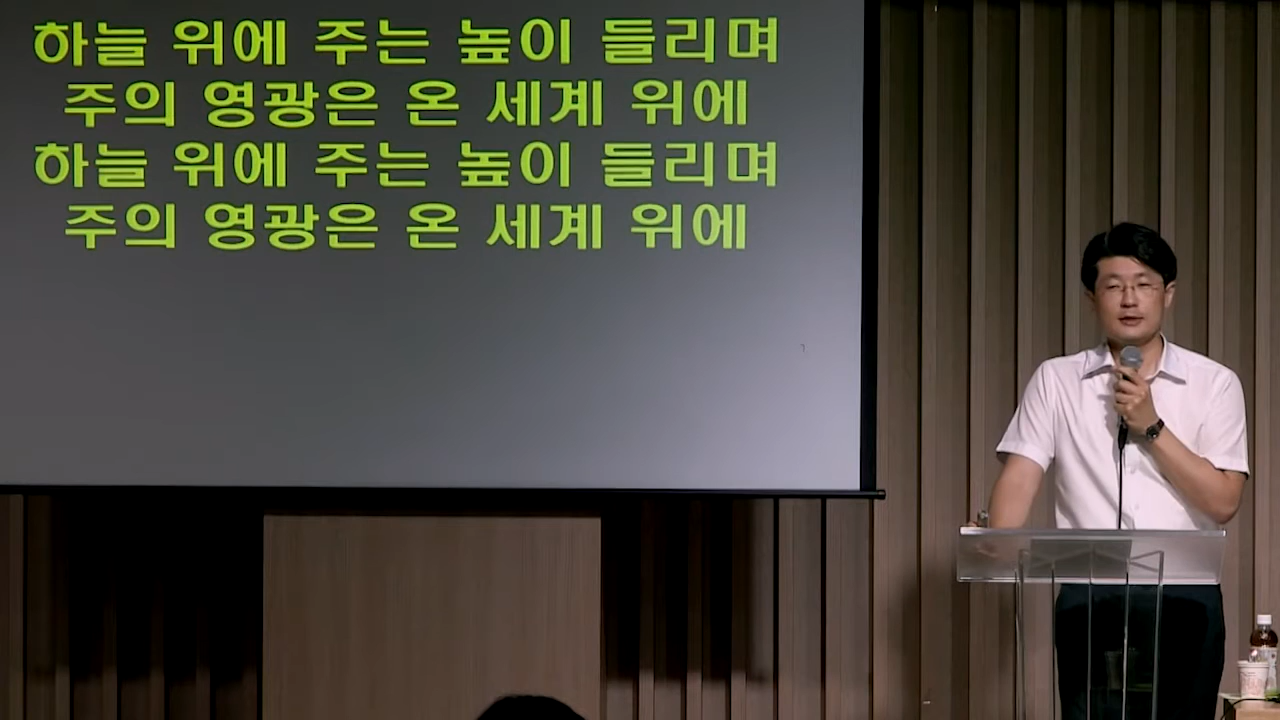 하늘 위에 주는 높이 들리며
주의 영광은 온 세계 위에
하늘 위에 주는 높이 들리며
주의 영광은 온 세계 위에